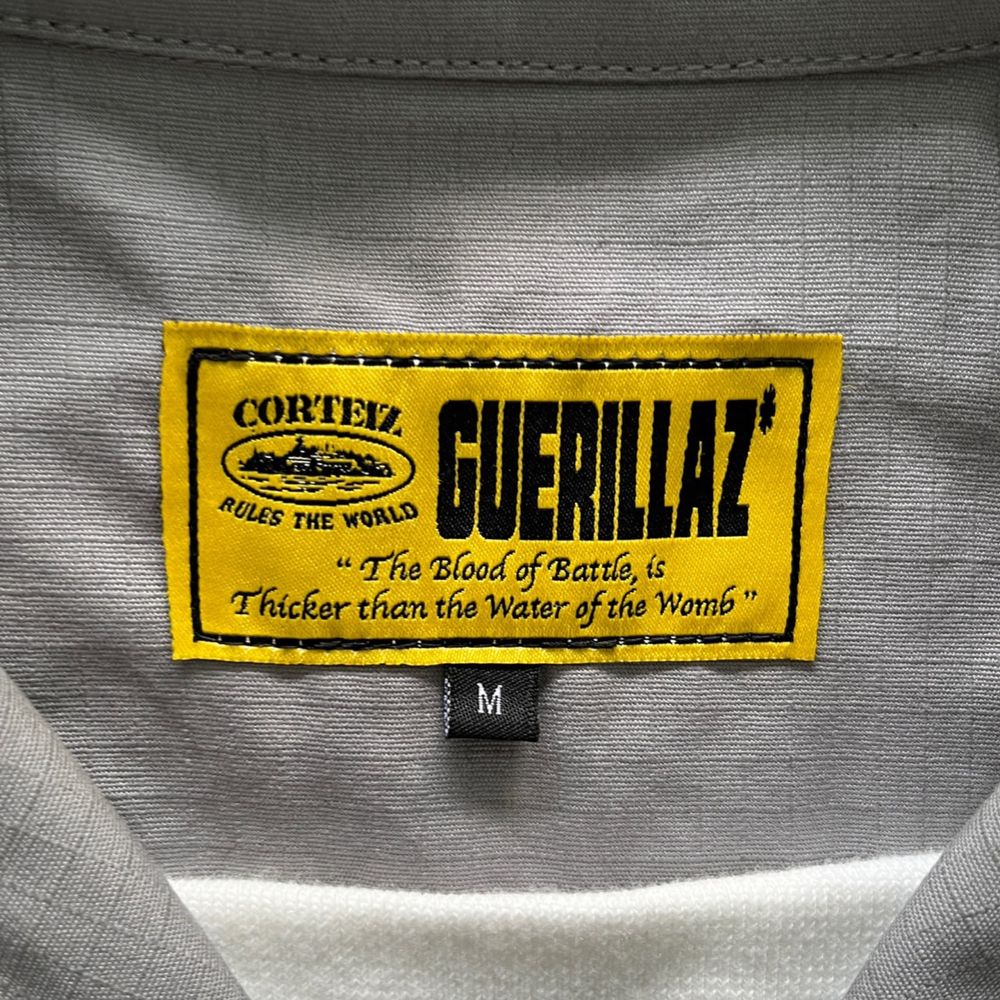 CORTEIZ
RULES THE WORLD
GUERILLAZ*
"The Blood of Battle, is
Thicker than the Water of the Womb"
M